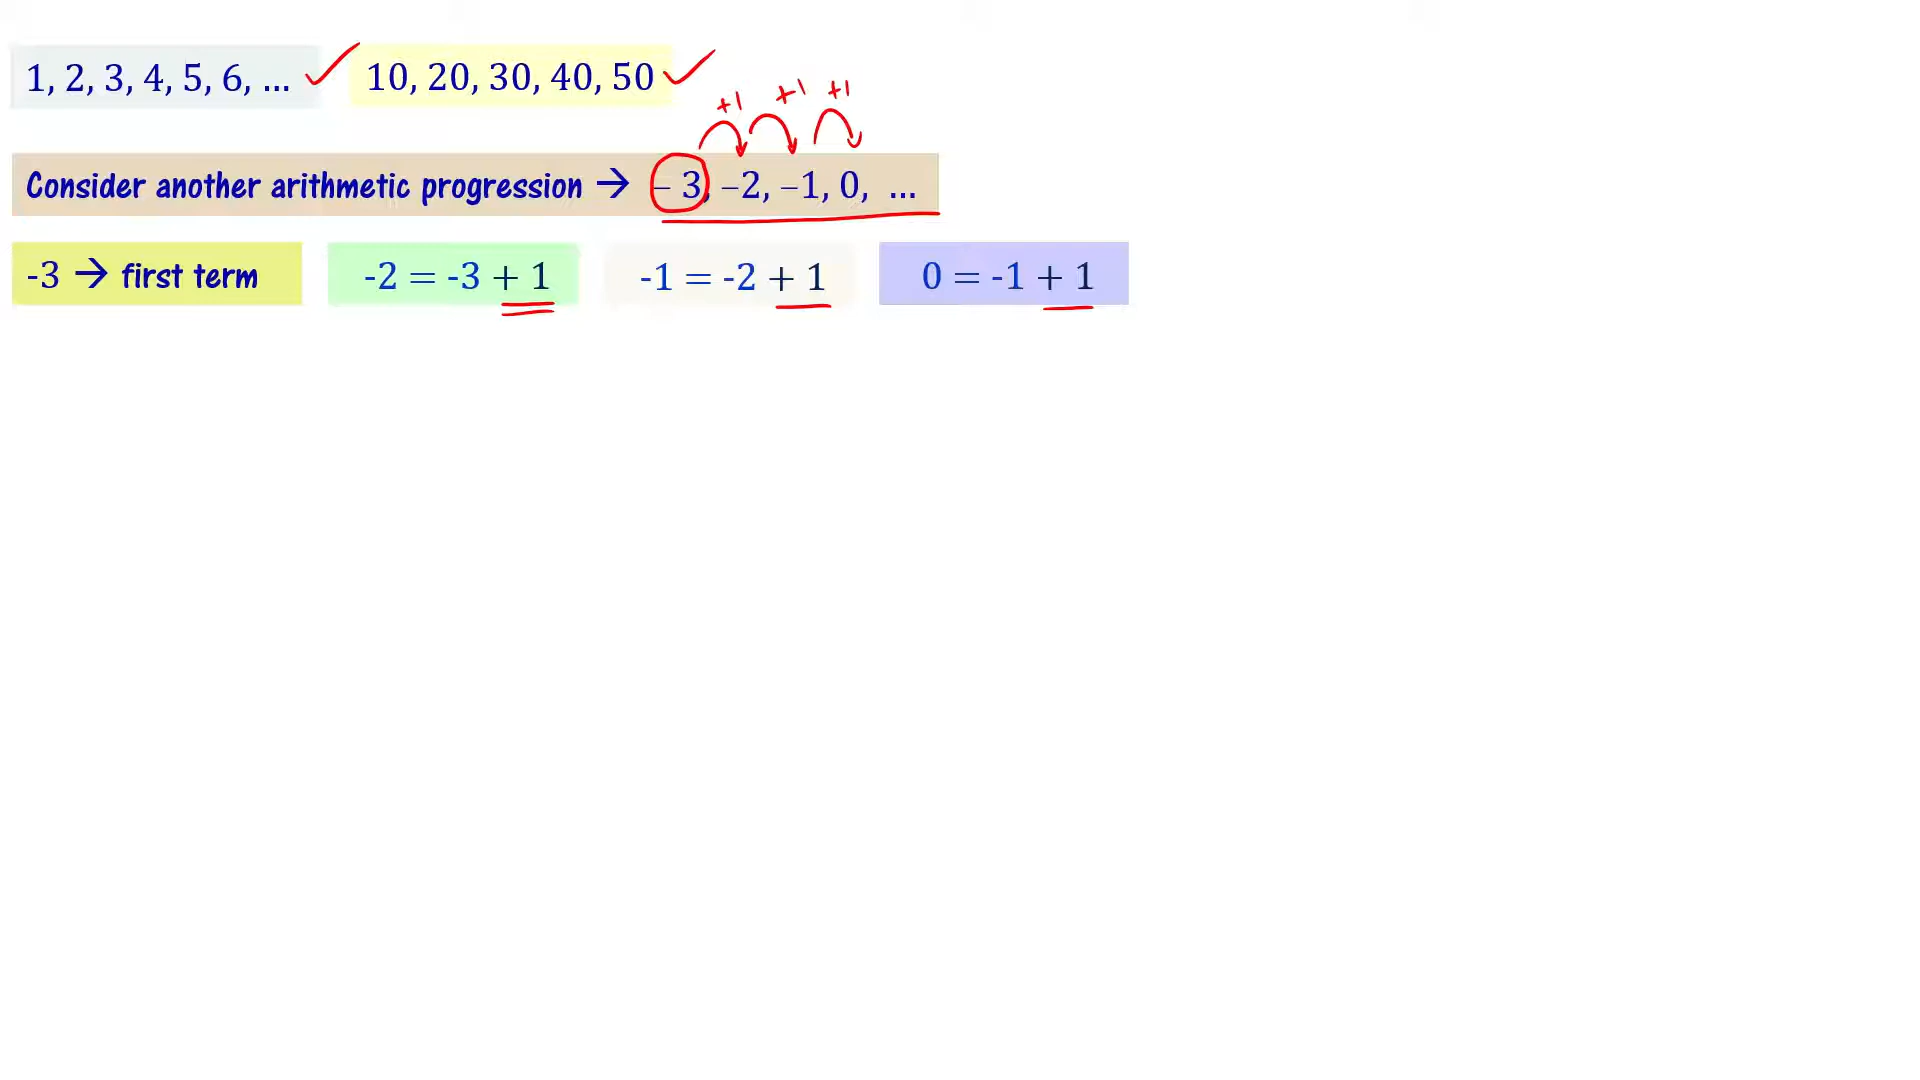 1, 2, 3, 4, 5, 6, ... 10, 20, 30, 40, 50
+1 +1 +1
Consider another arithmetic progression → – 3, –2, –1, 0, ...
-3 → first term -2 = -3 + 1 -1 = -2 + 1 0 = -1 + 1